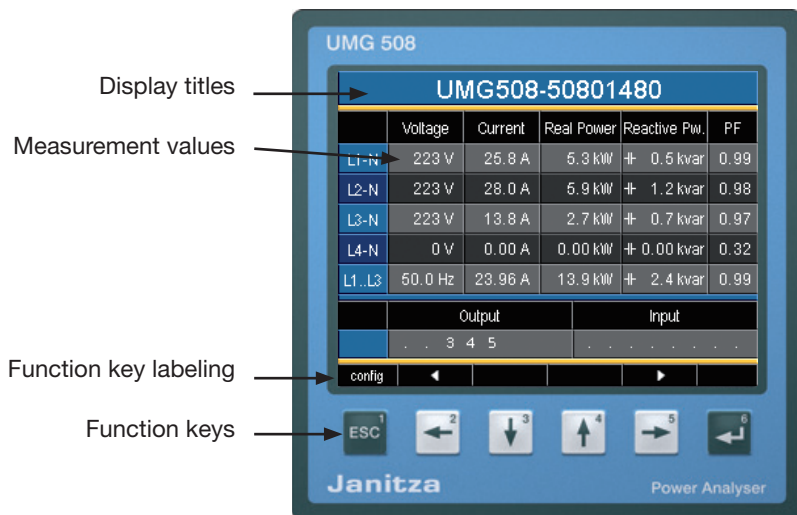 UMG 508
Display titles
UMG508-50801480
Voltage Current Real Power Reactive Pw. PF
Measurement values
L1-N 223 V 25.8 A 5.3 kW ⊣⊢ 0.5 kvar 0.99
L2-N 223 V 28.0 A 5.9 kW ⊣⊢ 1.2 kvar 0.98
L3-N 223 V 13.8 A 2.7 kW ⊣⊢ 0.7 kvar 0.97
L4-N 0 V 0.00 A 0.00 kW ⊣⊢ 0.00 kvar 0.32
L1..L3 50.0 Hz 23.96 A 13.9 kW ⊣⊢ 2.4 kvar 0.99
Output Input
. . 3 4 5 . . . . . . . .
Function key labeling
config ◄ ►
Function keys
ESC 1 ← 2 ↓ 3 ↑ 4 → 5 ↵ 6
Janitza Power Analyser